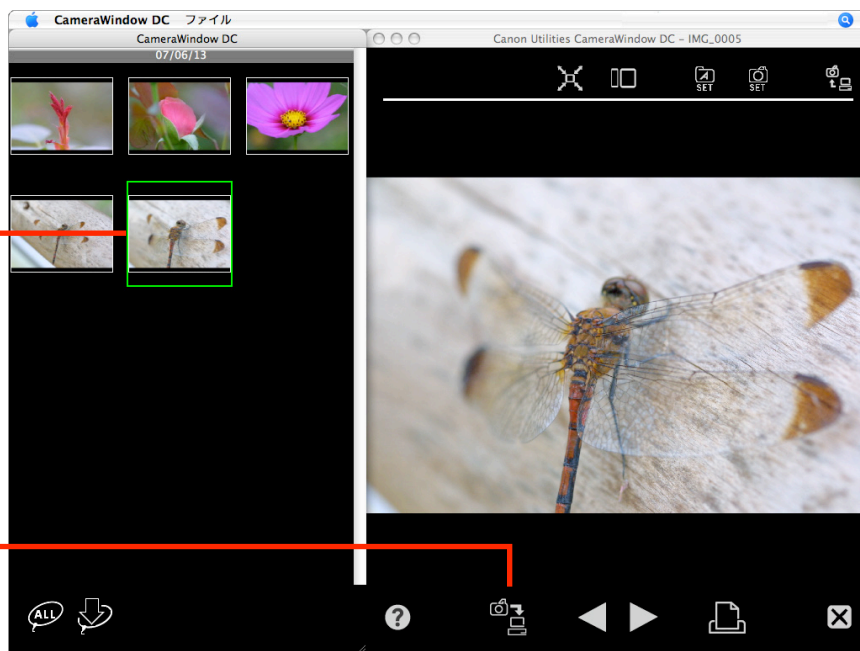 CameraWindow DC ファイル
CameraWindow DC
Canon Utilities CameraWindow DC – IMG_0005
07/06/13
SET SET
ALL
?